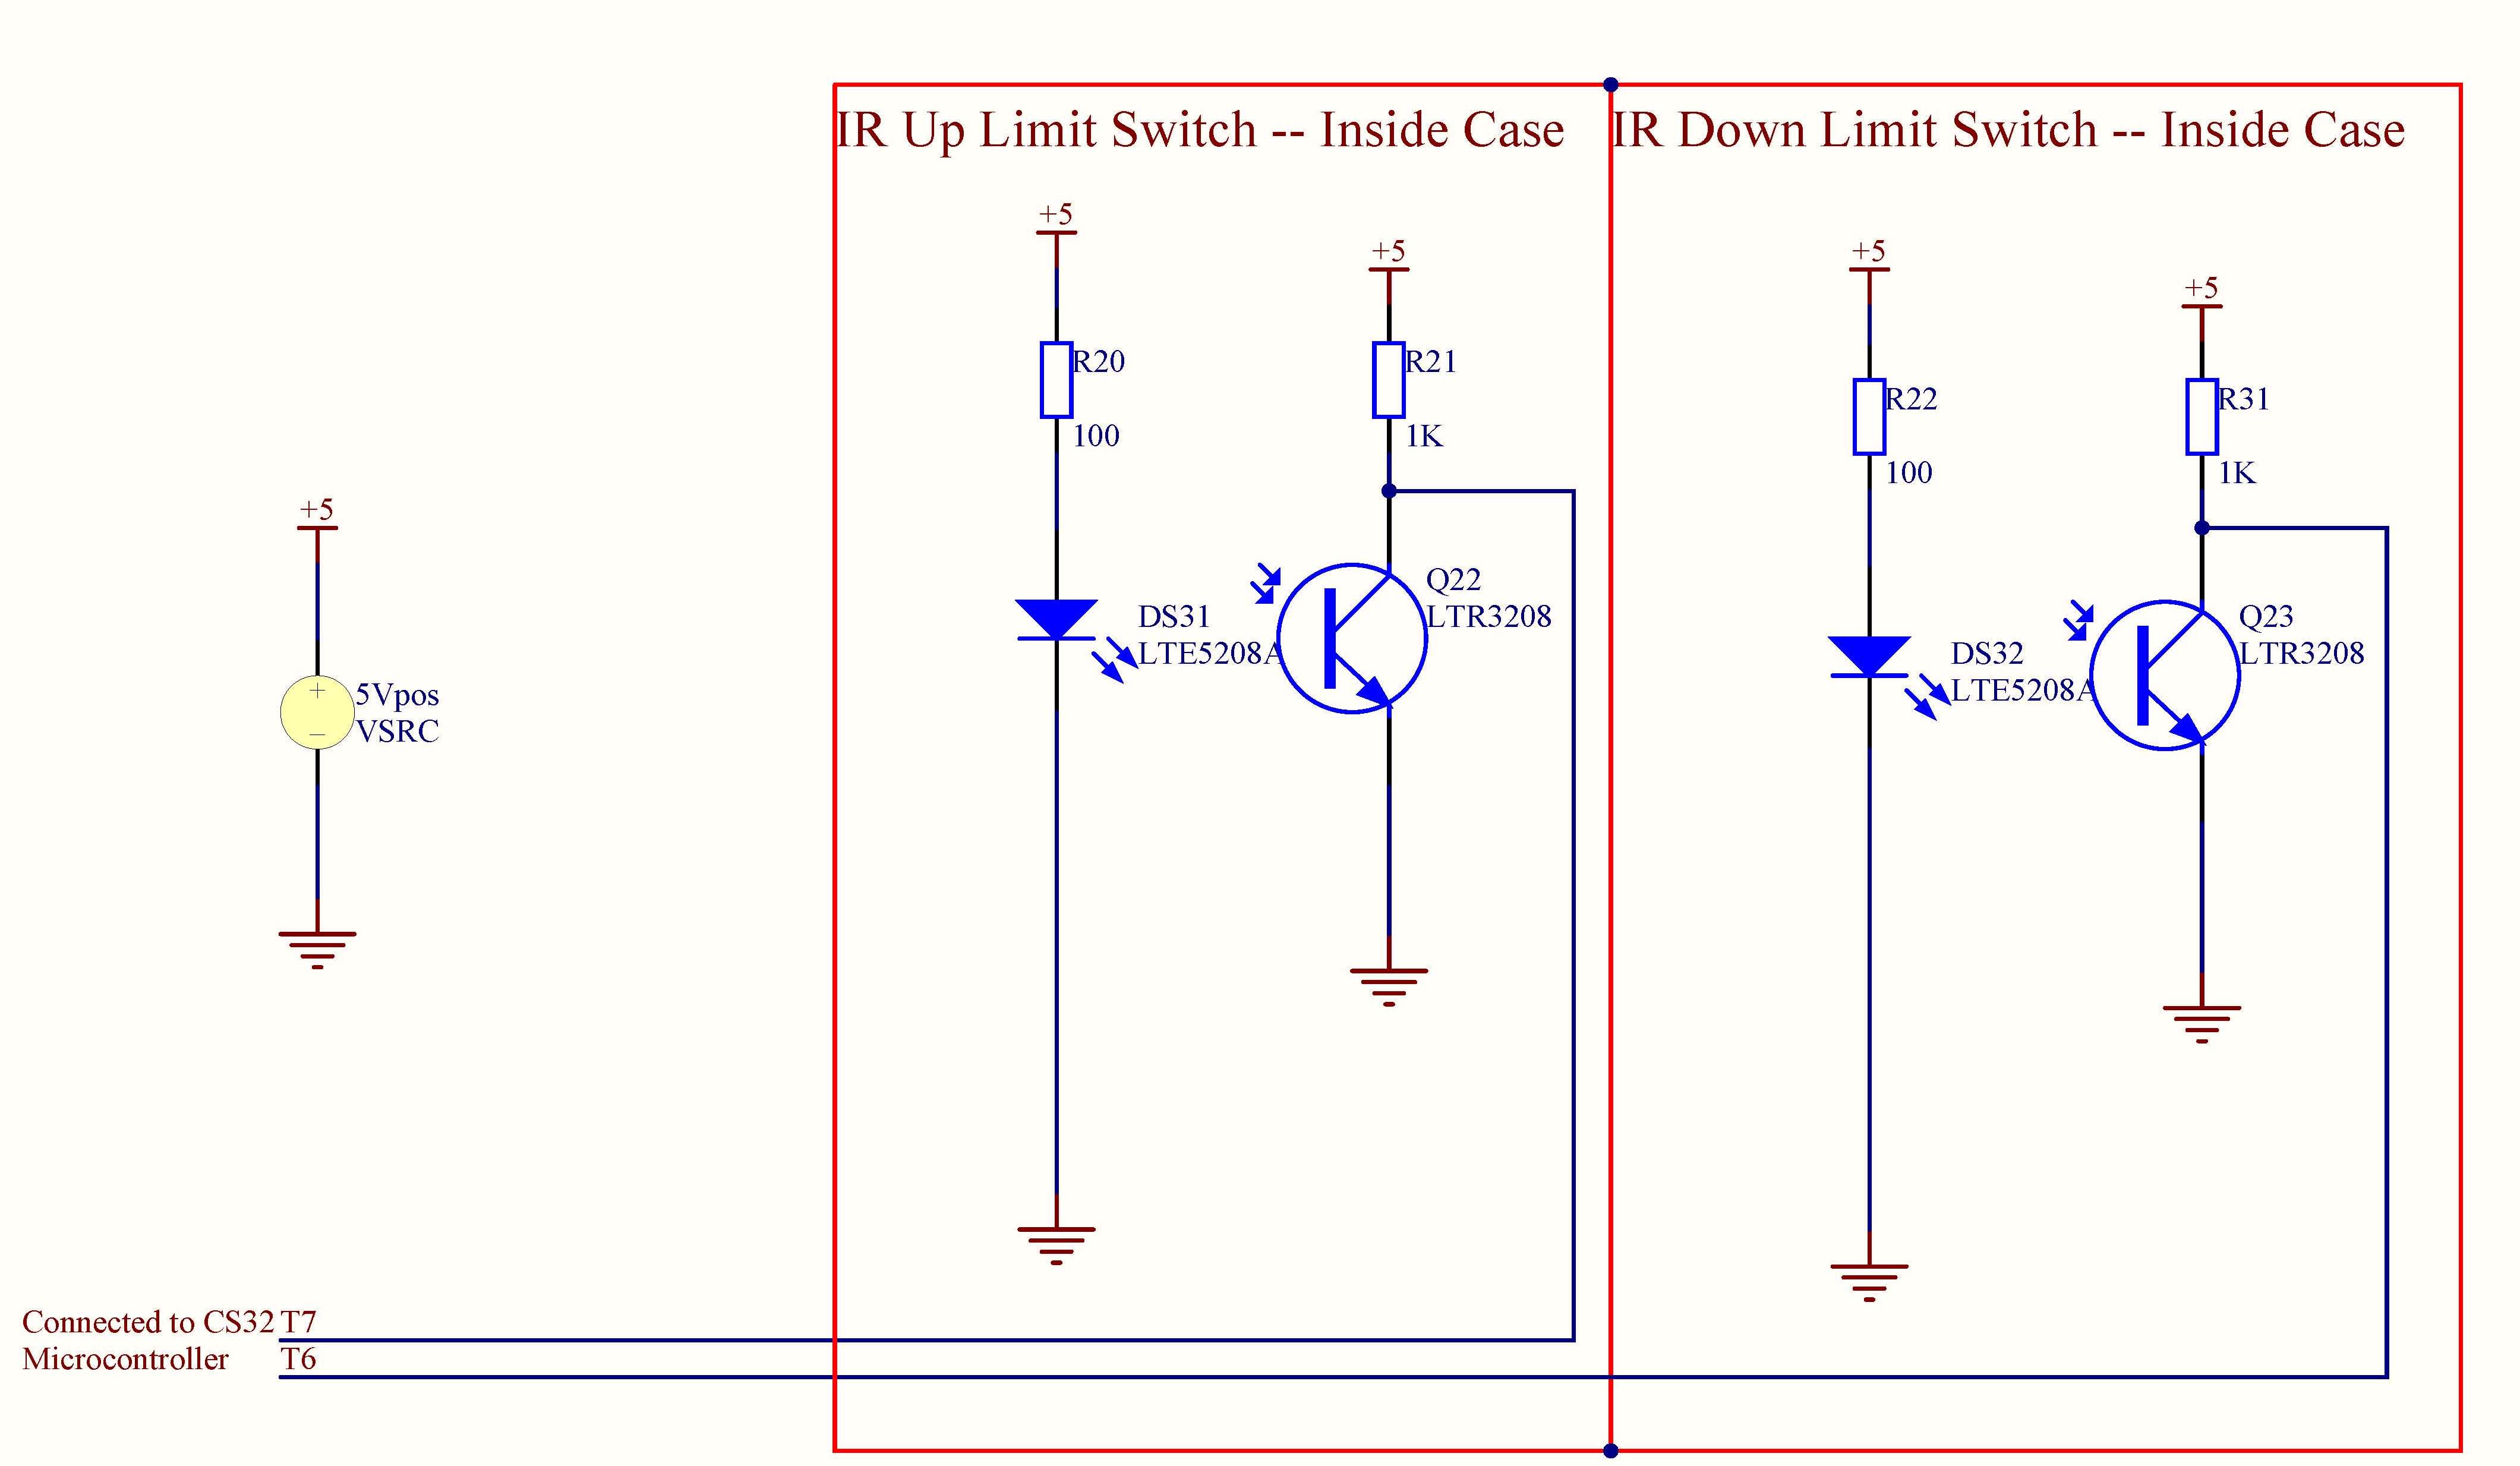 IR Up Limit Switch -- Inside Case
IR Down Limit Switch -- Inside Case
+5
+5
+5
+5
R20
100
R21
1K
R22
100
R31
1K
+5
5Vpos
VSRC
+
−
DS31
LTE5208A
Q22
LTR3208
DS32
LTE5208A
Q23
LTR3208
Connected to CS32 T7
Microcontroller T6